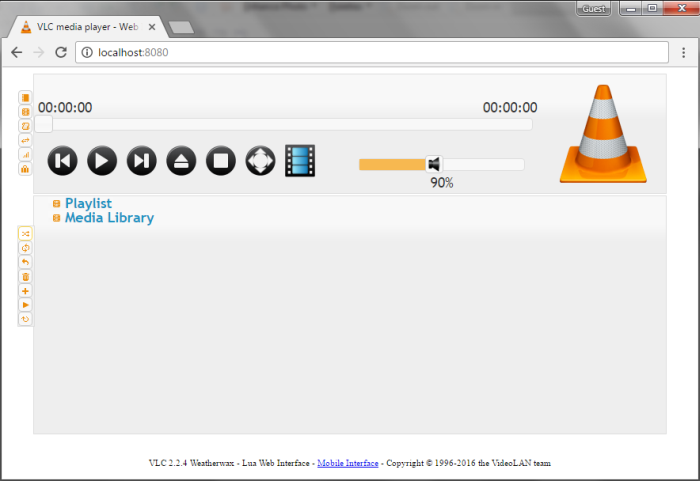 Guest
VLC media player - Web
localhost:8080
00:00:00 00:00:00
90%
Playlist
Media Library
VLC 2.2.4 Weatherwax - Lua Web Interface - Mobile Interface - Copyright © 1996-2016 the VideoLAN team